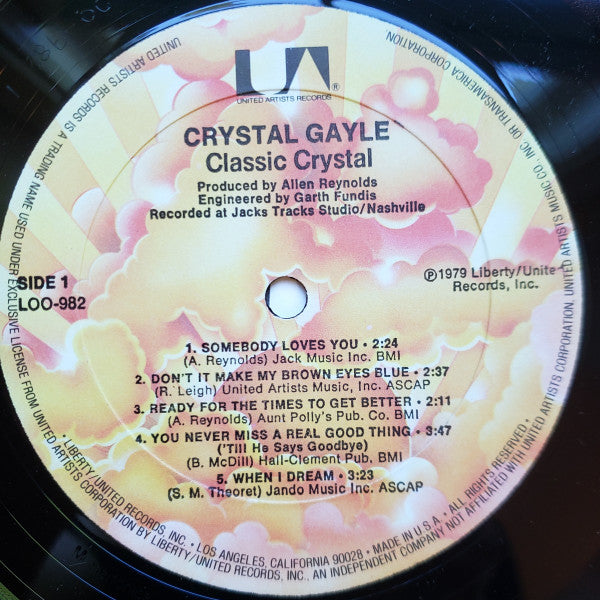 UA®
UNITED ARTISTS RECORDS
CRYSTAL GAYLE
Classic Crystal
Produced by Allen Reynolds
Engineered by Garth Fundis
Recorded at Jacks Tracks Studio/Nashville
SIDE 1
LOO-982
℗1979 Liberty/Unite
Records, Inc.
1. SOMEBODY LOVES YOU • 2:24
(A. Reynolds) Jack Music Inc. BMI
2. DON'T IT MAKE MY BROWN EYES BLUE • 2:37
(R. Leigh) United Artists Music, Inc. ASCAP
3. READY FOR THE TIMES TO GET BETTER • 2:11
(A. Reynolds) Aunt Polly's Pub. Co. BMI
4. YOU NEVER MISS A REAL GOOD THING • 3:47
('Till He Says Goodbye)
(B. McDill) Hall-Clement Pub. BMI
5. WHEN I DREAM • 3:23
(S. M. Theoret) Jando Music Inc. ASCAP
UNITED ARTISTS RECORDS IS A TRADING NAME USED UNDER EXCLUSIVE LICENSE FROM UNITED ARTISTS CORPORATION BY LIBERTY/UNITED RECORDS, INC., AN INDEPENDENT COMPANY NOT AFFILIATED WITH UNITED ARTISTS CORPORATION, UNITED ARTISTS MUSIC CO., INC. OR TRANSAMERICA CORPORATION
• LIBERTY/UNITED RECORDS, INC. • LOS ANGELES, CALIFORNIA 90028 • MADE IN U.S.A. • ALL RIGHTS RESERVED •